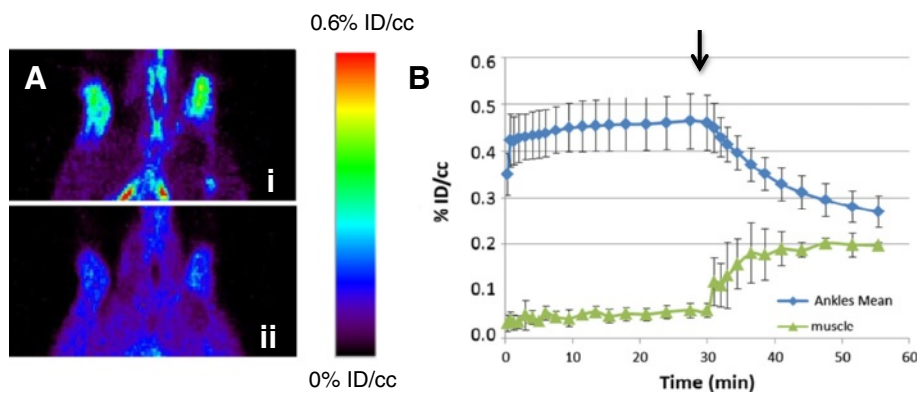 A
i
ii
0.6% ID/cc
0% ID/cc
B
% ID/cc
0.6
0.5
0.4
0.3
0.2
0.1
0.0
0 10 20 30 40 50 60
Time (min)
Ankles Mean
muscle